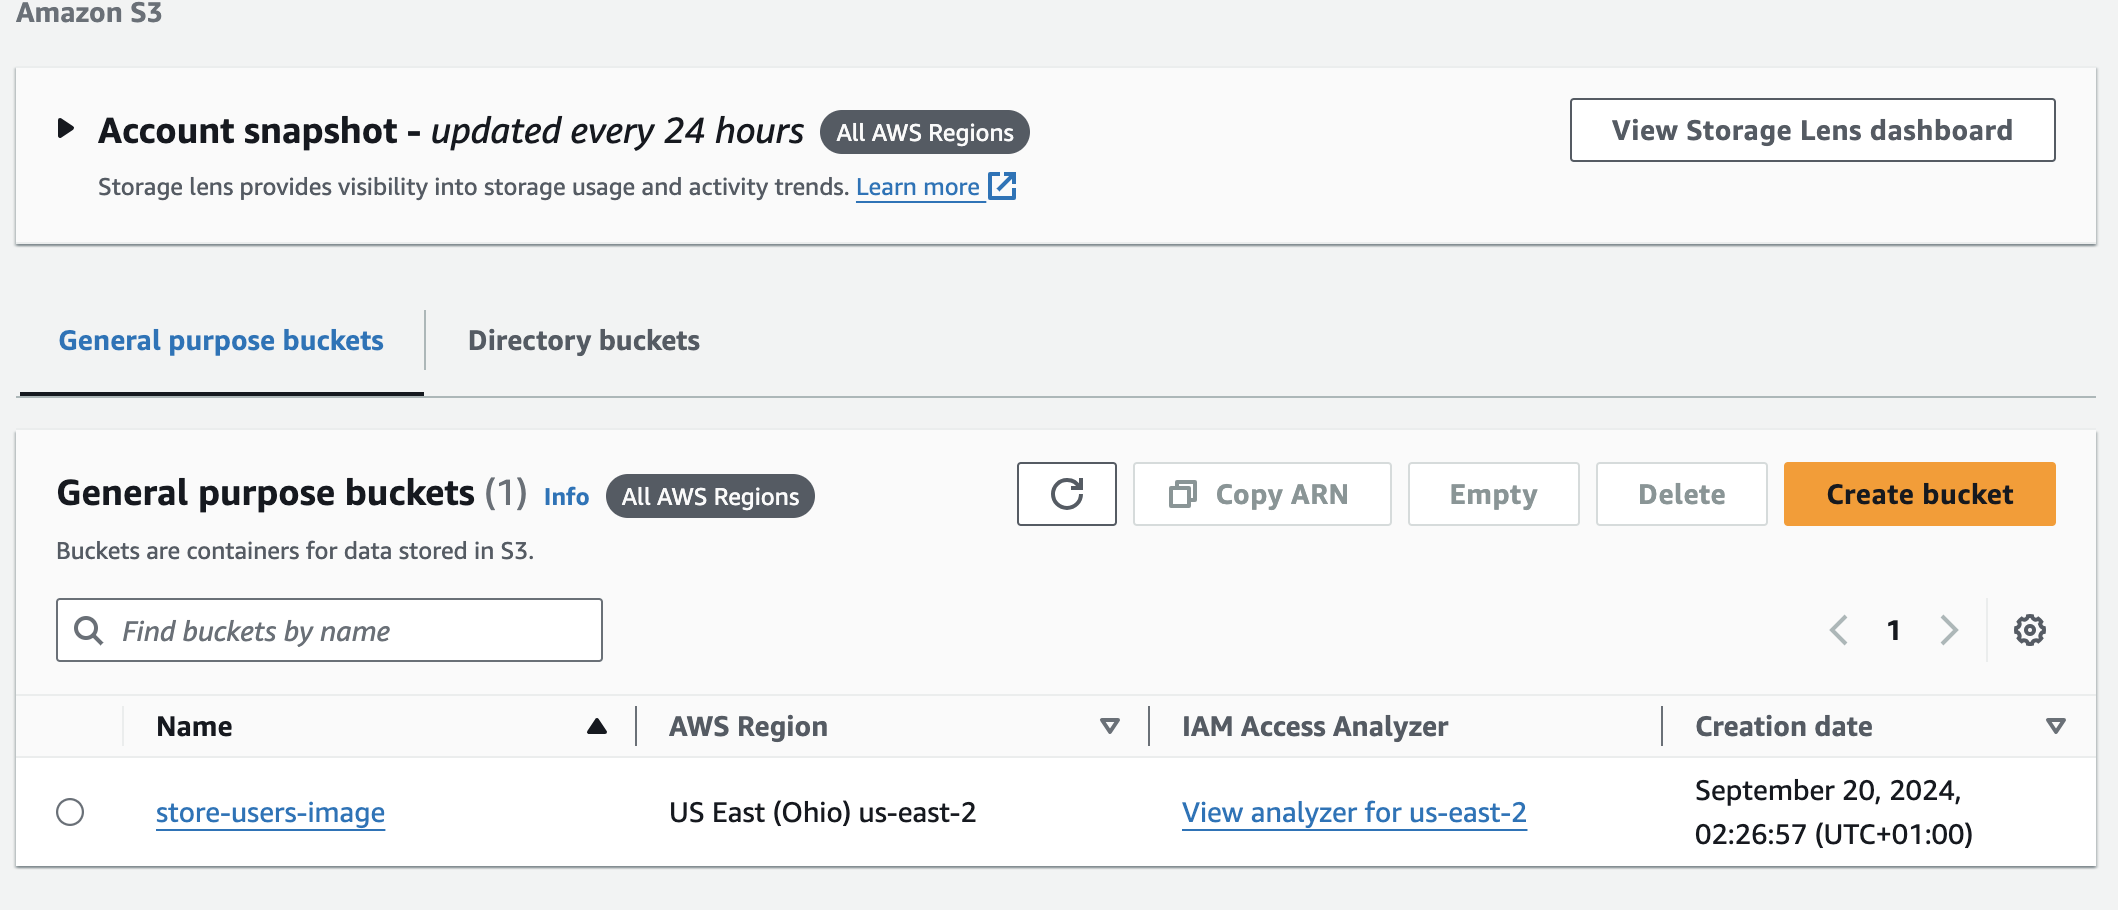 Amazon S3
Account snapshot - updated every 24 hours All AWS Regions
View Storage Lens dashboard
Storage lens provides visibility into storage usage and activity trends. Learn more
General purpose buckets
Directory buckets
General purpose buckets (1) Info All AWS Regions
Copy ARN
Empty
Delete
Create bucket
Buckets are containers for data stored in S3.
Find buckets by name
1
Name
AWS Region
IAM Access Analyzer
Creation date
store-users-image
US East (Ohio) us-east-2
View analyzer for us-east-2
September 20, 2024,
02:26:57 (UTC+01:00)